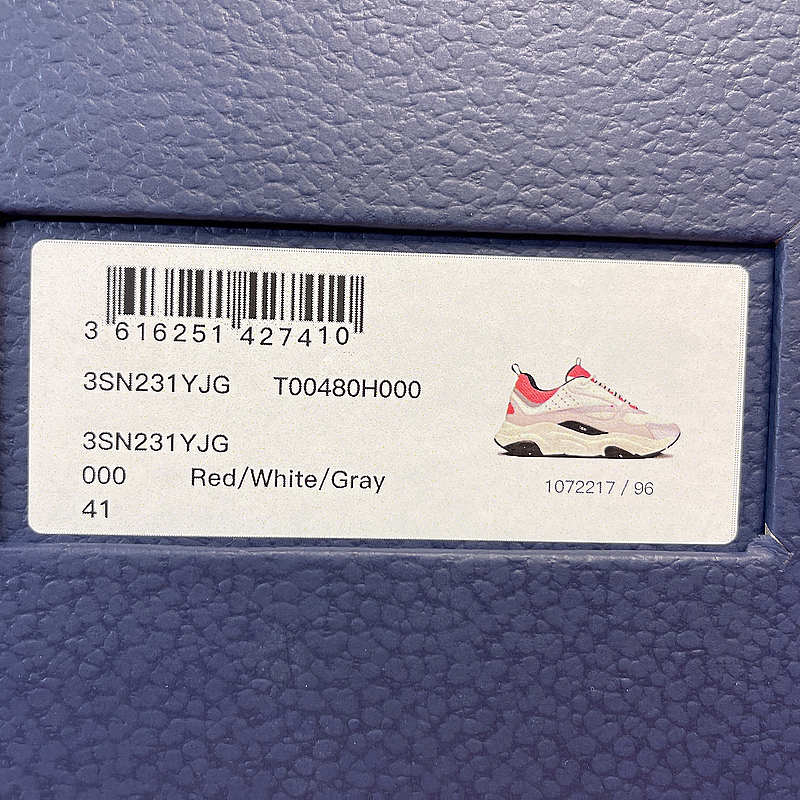 3 616251 427410
3SN231YJG T00480H000
3SN231YJG
000 Red/White/Gray
41
1072217 / 96